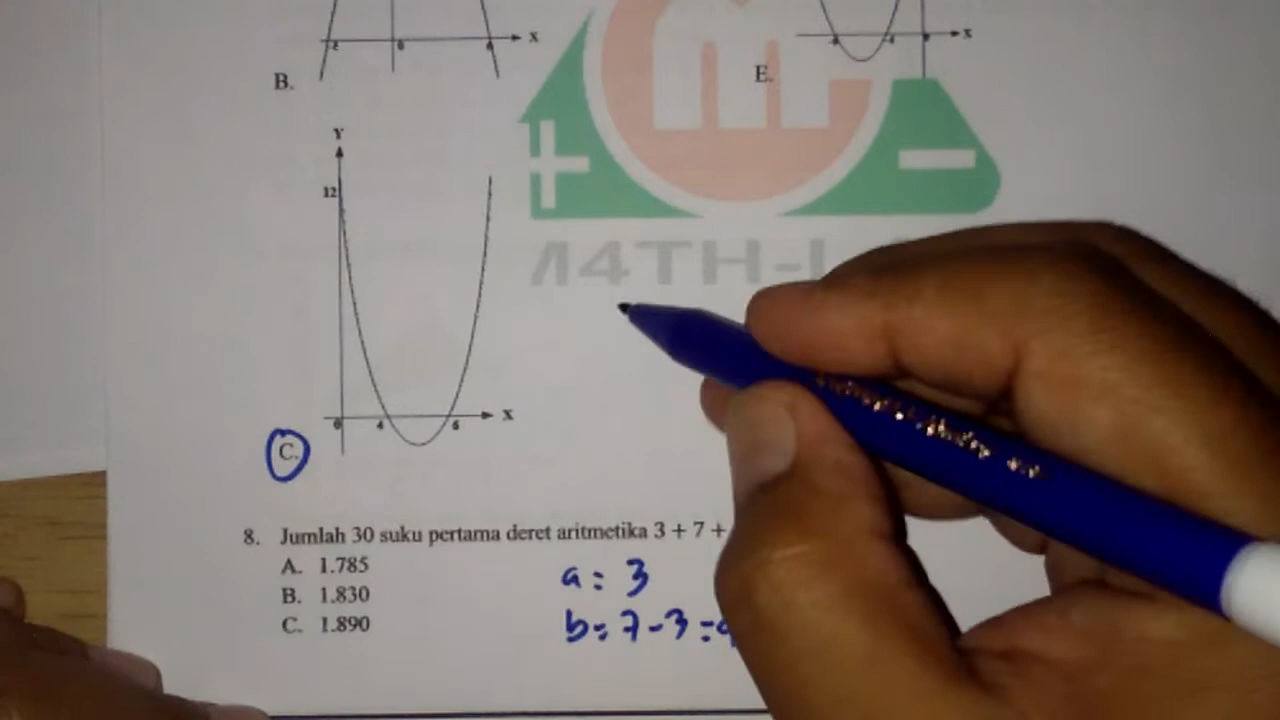 X
X
B.
E.
Y
12
M4TH-L
0 4 6 X
C.
8. Jumlah 30 suku pertama deret aritmetika 3 + 7 +
A. 1.785
a = 3
B. 1.830
b = 7 - 3 =
C. 1.890